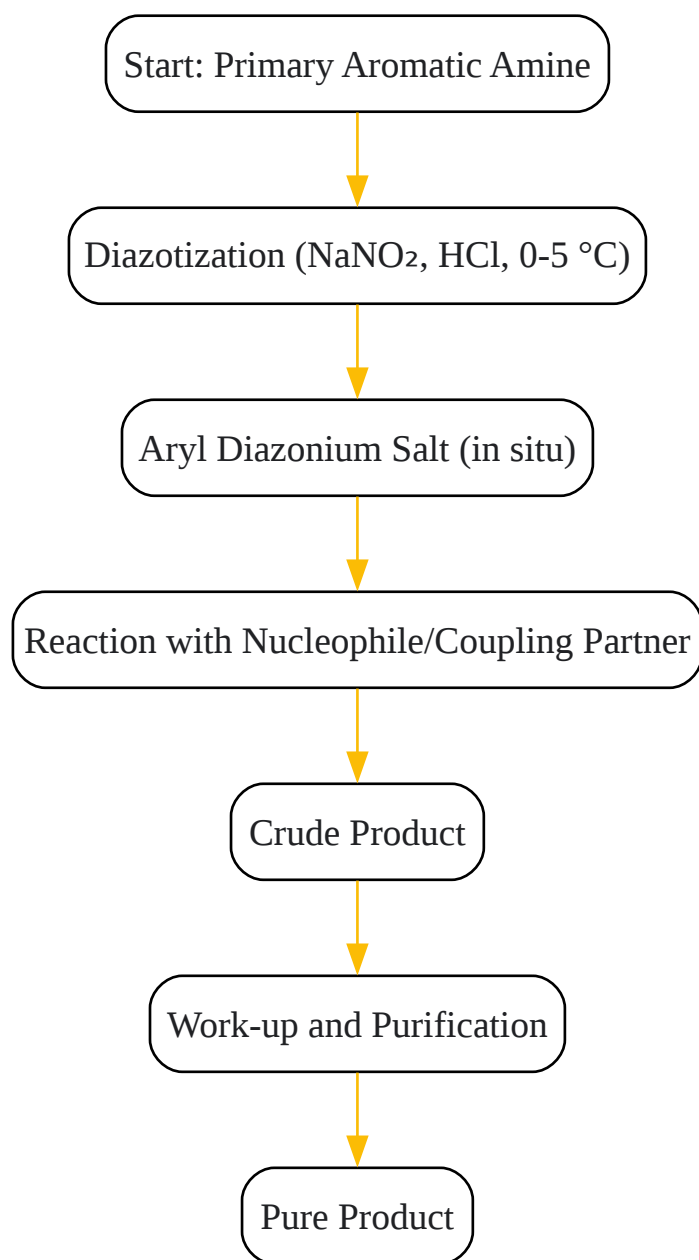 Start: Primary Aromatic Amine
Diazotization (NaNO₂, HCl, 0-5 °C)
Aryl Diazonium Salt (in situ)
Reaction with Nucleophile/Coupling Partner
Crude Product
Work-up and Purification
Pure Product